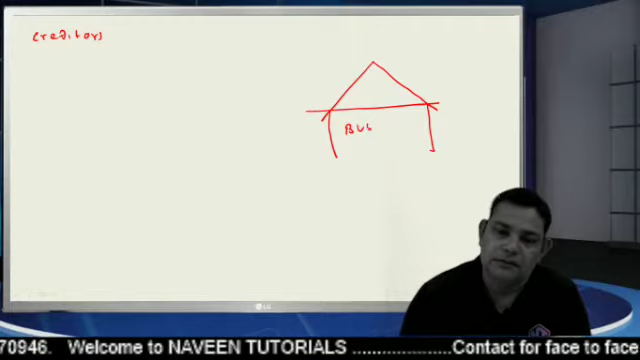 creditors
BUS
LG
70946. Welcome to NAVEEN TUTORIALS .................. Contact for face to face